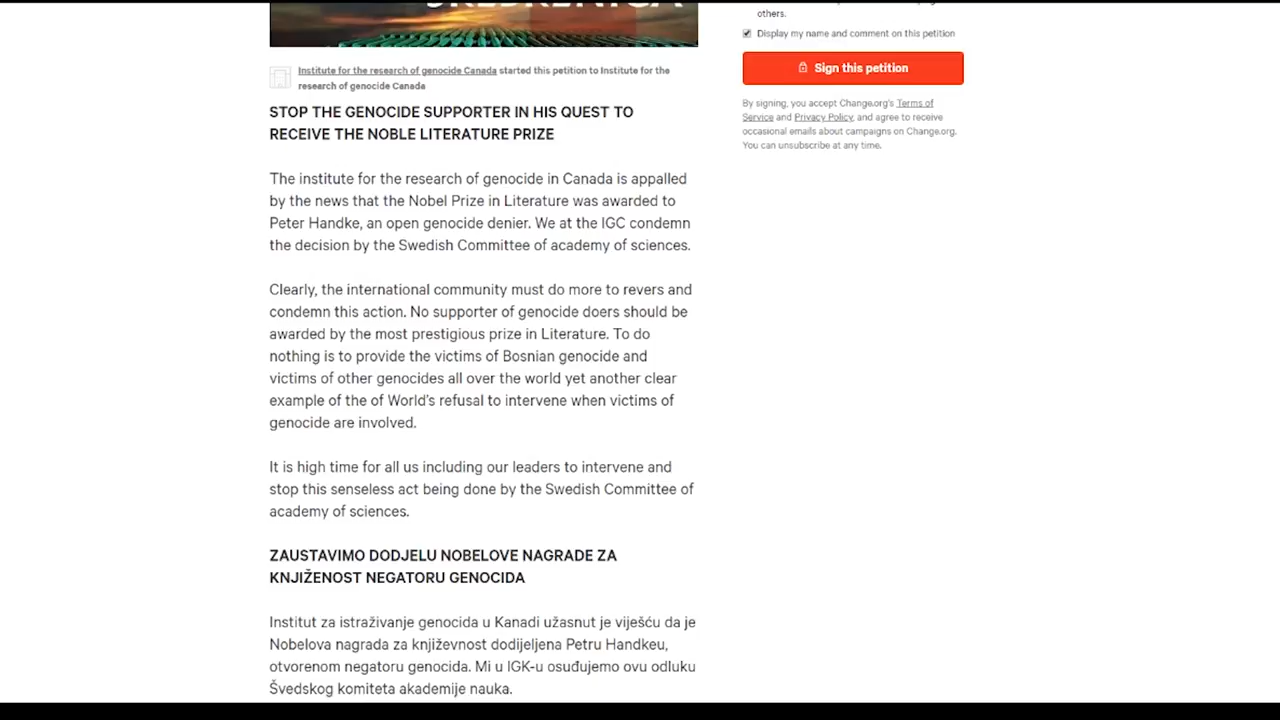 others.
Display my name and comment on this petition
Sign this petition
By signing, you accept Change.org's Terms of
Service and Privacy Policy, and agree to receive
occasional emails about campaigns on Change.org.
You can unsubscribe at any time.
Institute for the research of genocide Canada started this petition to Institute for the
research of genocide Canada
STOP THE GENOCIDE SUPPORTER IN HIS QUEST TO
RECEIVE THE NOBLE LITERATURE PRIZE
The institute for the research of genocide in Canada is appalled
by the news that the Nobel Prize in Literature was awarded to
Peter Handke, an open genocide denier. We at the IGC condemn
the decision by the Swedish Committee of academy of sciences.
Clearly, the international community must do more to revers and
condemn this action. No supporter of genocide doers should be
awarded by the most prestigious prize in Literature. To do
nothing is to provide the victims of Bosnian genocide and
victims of other genocides all over the world yet another clear
example of the of World's refusal to intervene when victims of
genocide are involved.
It is high time for all us including our leaders to intervene and
stop this senseless act being done by the Swedish Committee of
academy of sciences.
ZAUSTAVIMO DODJELU NOBELOVE NAGRADE ZA
KNJIŽENOST NEGATORU GENOCIDA
Institut za istraživanje genocida u Kanadi užasnut je viješću da je
Nobelova nagrada za književnost dodijeljena Petru Handkeu,
otvorenom negatoru genocida. Mi u IGK-u osuđujemo ovu odluku
Švedskog komiteta akademije nauka.